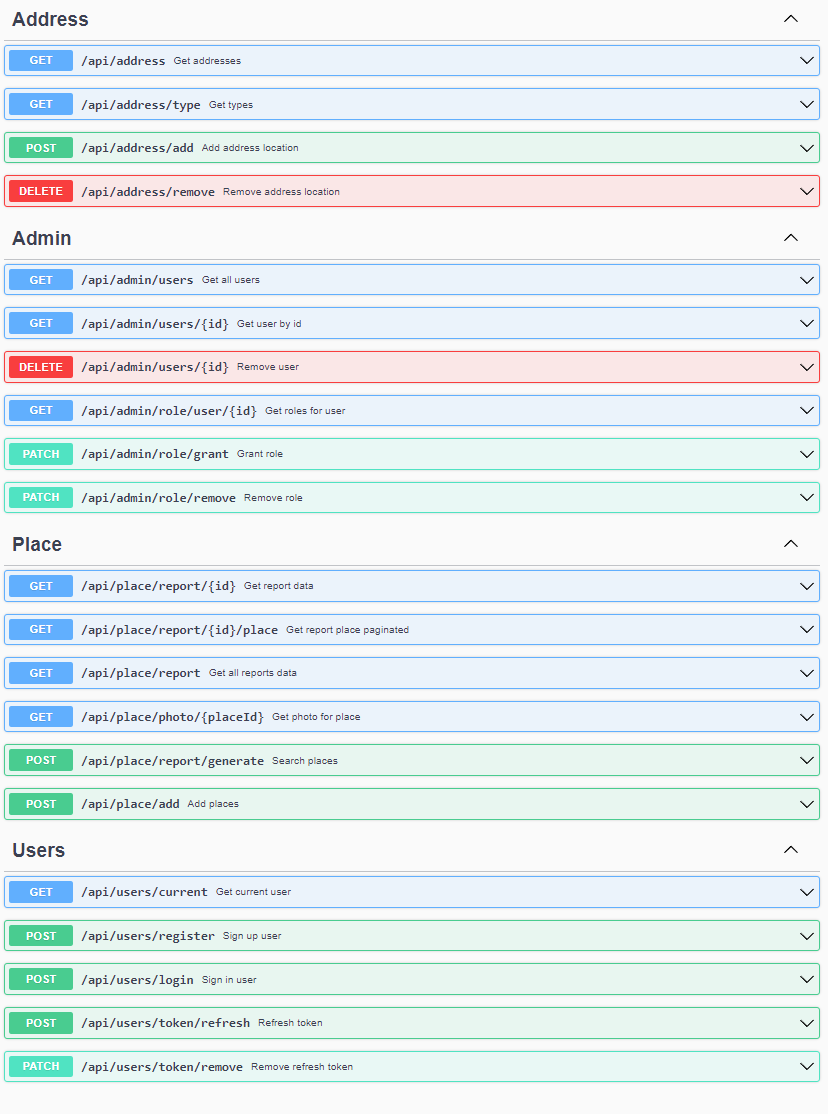 Address
GET /api/address Get addresses
GET /api/address/type Get types
POST /api/address/add Add address location
DELETE /api/address/remove Remove address location
Admin
GET /api/admin/users Get all users
GET /api/admin/users/{id} Get user by id
DELETE /api/admin/users/{id} Remove user
GET /api/admin/role/user/{id} Get roles for user
PATCH /api/admin/role/grant Grant role
PATCH /api/admin/role/remove Remove role
Place
GET /api/place/report/{id} Get report data
GET /api/place/report/{id}/place Get report place paginated
GET /api/place/report Get all reports data
GET /api/place/photo/{placeId} Get photo for place
POST /api/place/report/generate Search places
POST /api/place/add Add places
Users
GET /api/users/current Get current user
POST /api/users/register Sign up user
POST /api/users/login Sign in user
POST /api/users/token/refresh Refresh token
PATCH /api/users/token/remove Remove refresh token